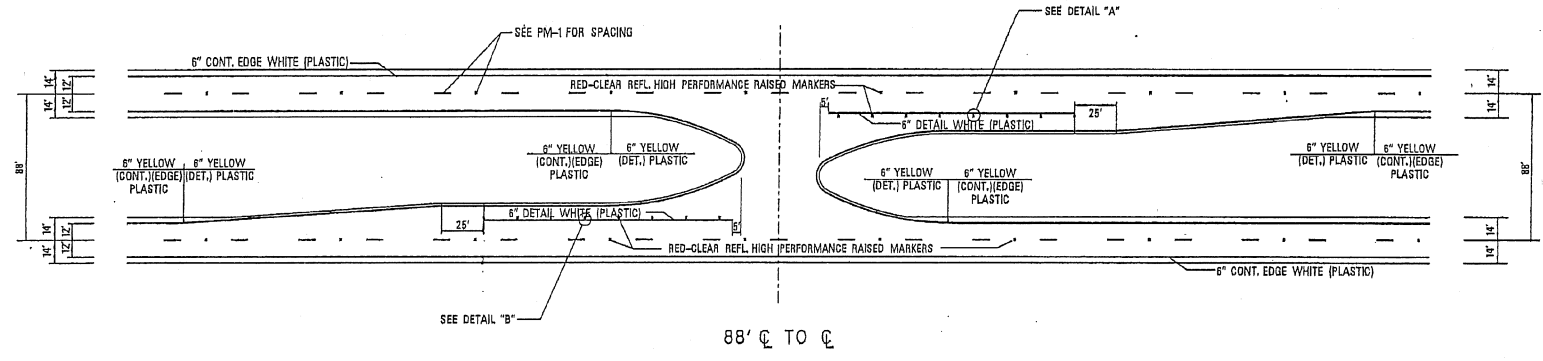 SEE DETAIL "A"
SEE PM-1 FOR SPACING
6" CONT. EDGE WHITE (PLASTIC)
14'
12'
14'
12'
RED-CLEAR REFL. HIGH PERFORMANCE RAISED MARKERS
14'
14'
5'
6" DETAIL WHITE (PLASTIC)
25'
88'
6" YELLOW
(CONT.)(EDGE)
PLASTIC
6" YELLOW
(DET.) PLASTIC
6" YELLOW
(CONT.)(EDGE)
PLASTIC
6" YELLOW
(DET.) PLASTIC
6" YELLOW
(DET.) PLASTIC
6" YELLOW
(CONT.)(EDGE)
PLASTIC
6" YELLOW
(DET.) PLASTIC
6" YELLOW
(CONT.)(EDGE)
PLASTIC
88'
14'
12'
14'
12'
25'
6" DETAIL WHITE (PLASTIC)
5'
RED-CLEAR REFL. HIGH PERFORMANCE RAISED MARKERS
14'
14'
6" CONT. EDGE WHITE (PLASTIC)
SEE DETAIL "B"
88' ℄ TO ℄